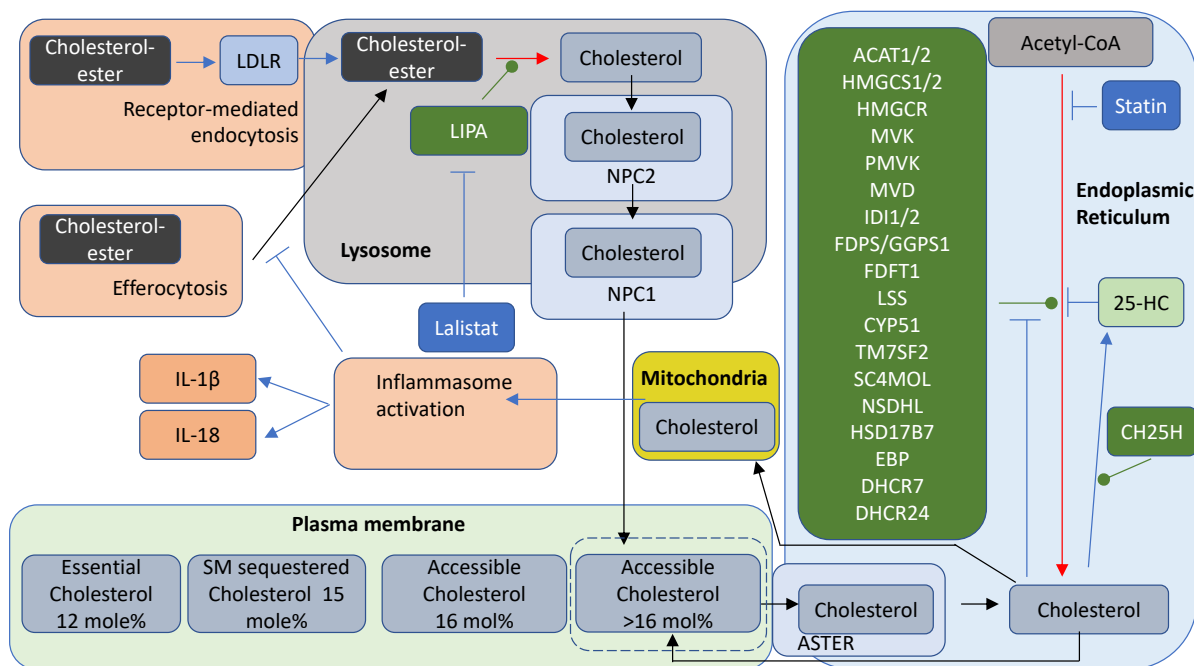 Cholesterol-
ester
LDLR
Receptor-mediated
endocytosis
Cholesterol-
ester
Cholesterol
LIPA
Cholesterol
NPC2
Cholesterol
NPC1
Lysosome
Cholesterol-
ester
Efferocytosis
Lalistat
IL-1β
IL-18
Inflammasome
activation
Mitochondria
Cholesterol
ACAT1/2
HMGCS1/2
HMGCR
MVK
PMVK
MVD
IDI1/2
FDPS/GGPS1
FDFT1
LSS
CYP51
TM7SF2
SC4MOL
NSDHL
HSD17B7
EBP
DHCR7
DHCR24
Acetyl-CoA
Statin
Endoplasmic
Reticulum
25-HC
CH25H
Plasma membrane
Essential
Cholesterol
12 mole%
SM sequestered
Cholesterol 15
mole%
Accessible
Cholesterol
16 mol%
Accessible
Cholesterol
>16 mol%
Cholesterol
ASTER
Cholesterol